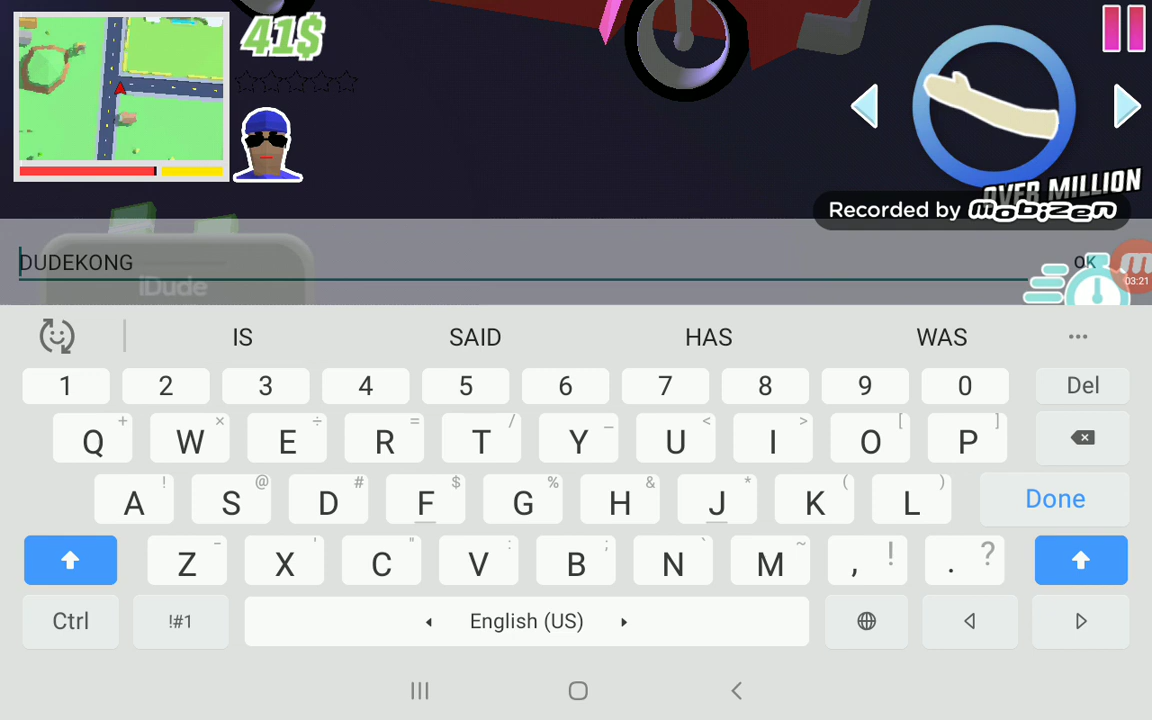 41$
OVER MILLION
Recorded by mobizen
DUDEKONG
OK
iDude
03:21
IS SAID HAS WAS ...
1 2 3 4 5 6 7 8 9 0 Del
+ × ÷ = / _ < > [ ]
Q W E R T Y U I O P
! @ # $ % & * ( )
A S D F G H J K L Done
- ' " : ; ` ~ ! ?
Z X C V B N M , .
Ctrl !#1 English (US)